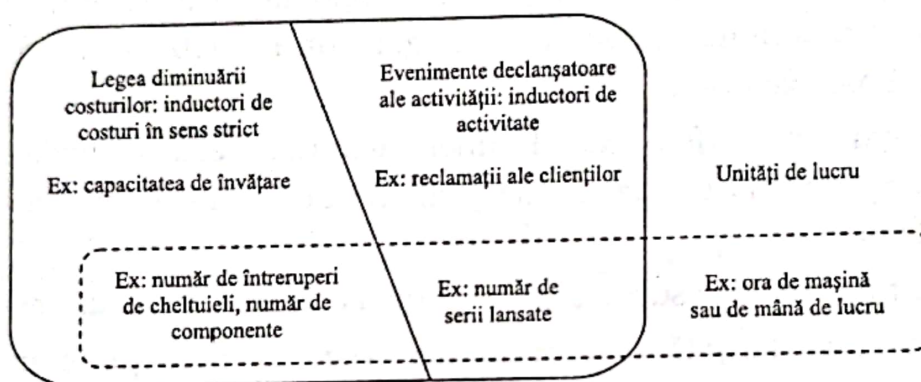 Legea diminuării
costurilor: inductori de
costuri în sens strict
Ex: capacitatea de învățare
Evenimente declanșatoare
ale activității: inductori de
activitate
Ex: reclamații ale clienților
Unități de lucru
Ex: număr de întreruperi
de cheltuieli, număr de
componente
Ex: număr de
serii lansate
Ex: ora de mașină
sau de mână de lucru